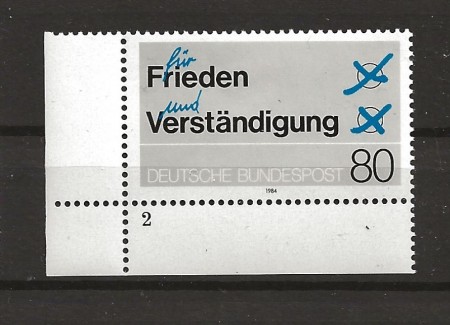 für
Frieden
und
Verständigung
DEUTSCHE BUNDESPOST 80
1984
2